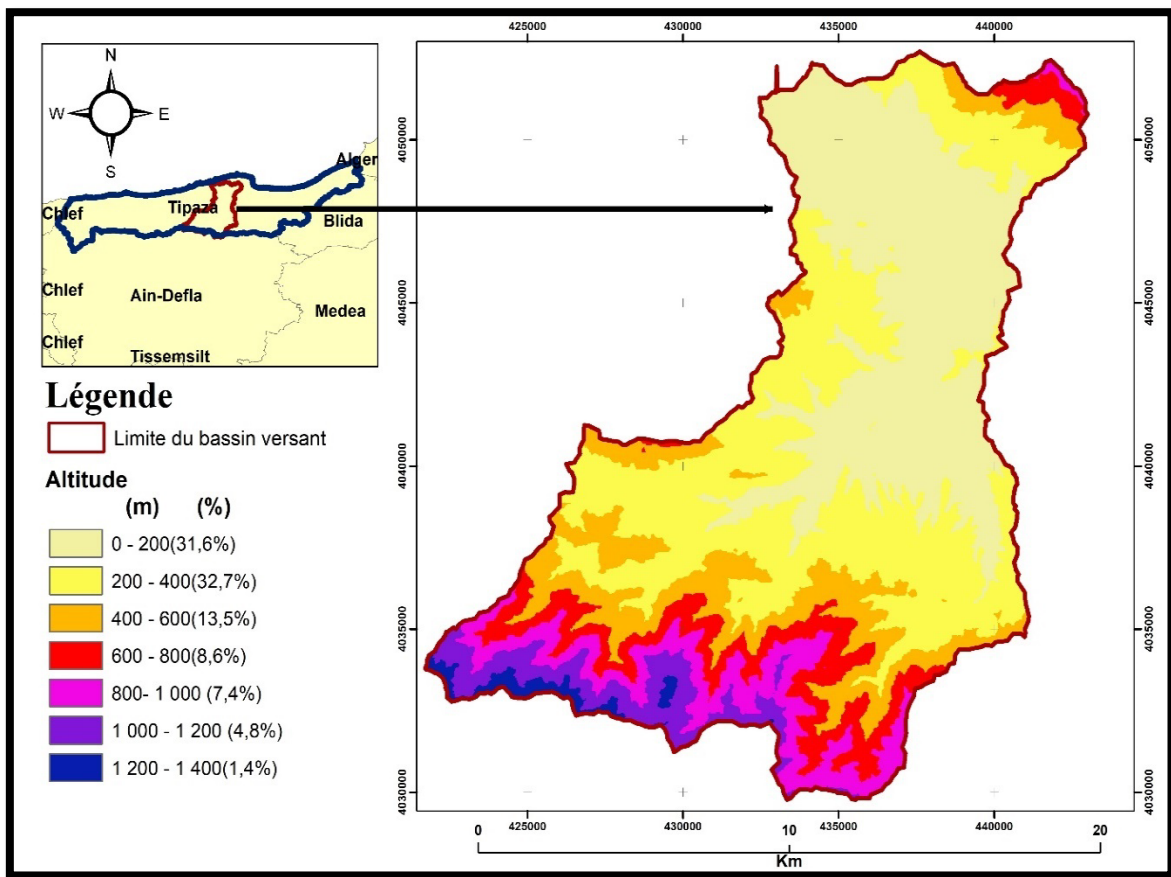 N
W E
S
Alger
Chlef
Tipaza
Blida
Chlef
Ain-Defla
Medea
Chlef
Tissemsilt
Légende
Limite du bassin versant
Altitude
(m) (%)
0 - 200(31,6%)
200 - 400(32,7%)
400 - 600(13,5%)
600 - 800(8,6%)
800- 1 000 (7,4%)
1 000 - 1 200 (4,8%)
1 200 - 1 400(1,4%)
425000 430000 435000 440000
4050000 4050000
4045000 4045000
4040000 4040000
4035000 4035000
4030000 4030000
425000 430000 435000 440000
0 10 20
Km